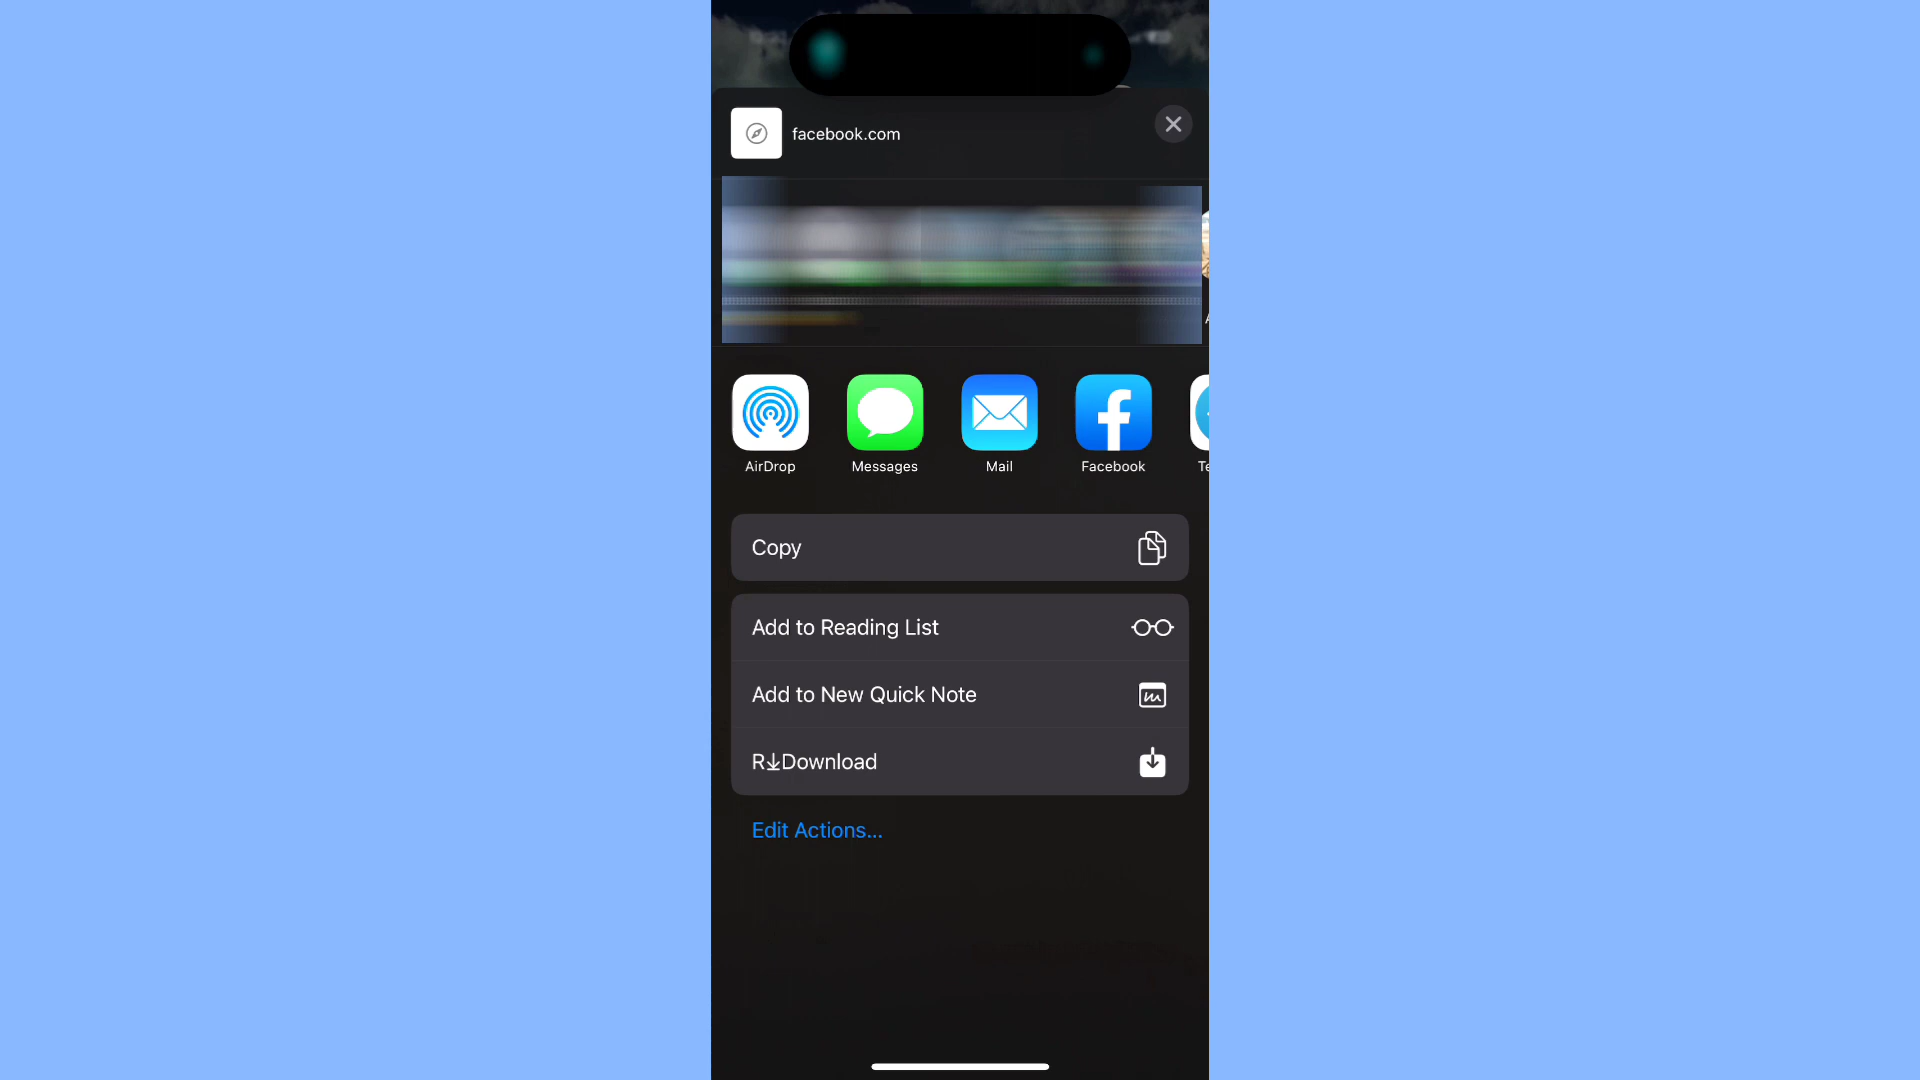 facebook.com
AirDrop
Messages
Mail
Facebook
Copy
Add to Reading List
Add to New Quick Note
R↓Download
Edit Actions...